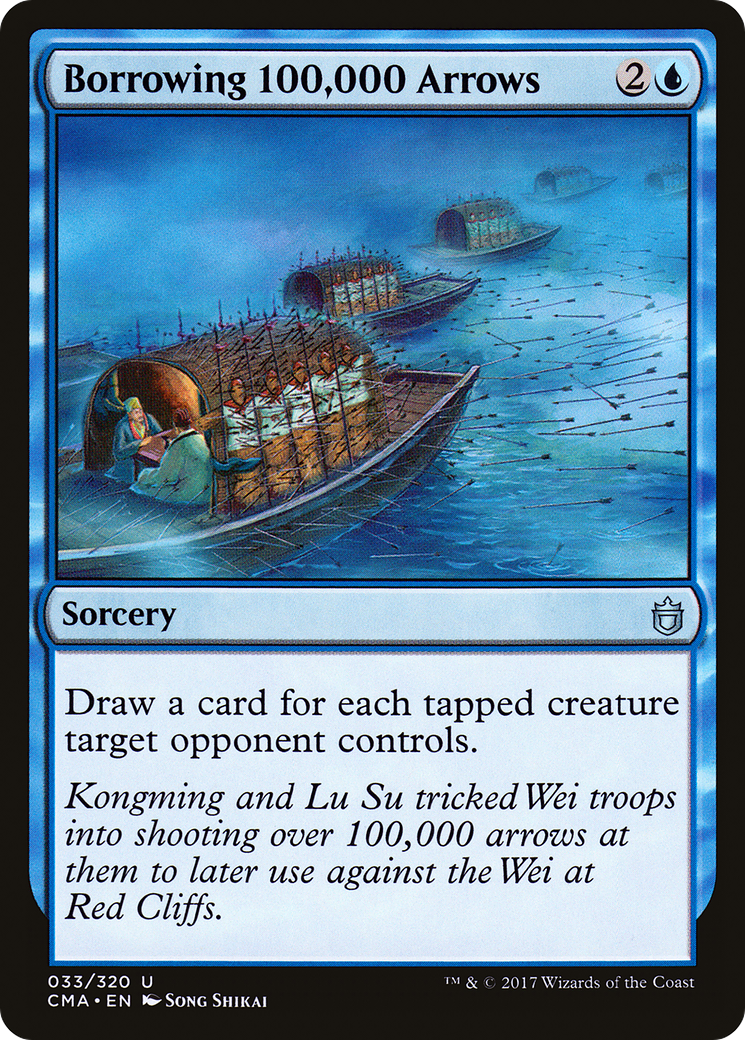 Borrowing 100,000 Arrows 2
Sorcery
Draw a card for each tapped creature
target opponent controls.
Kongming and Lu Su tricked Wei troops
into shooting over 100,000 arrows at
them to later use against the Wei at
Red Cliffs.
033/320 U
CMA • EN Song Shikai
™ & © 2017 Wizards of the Coast